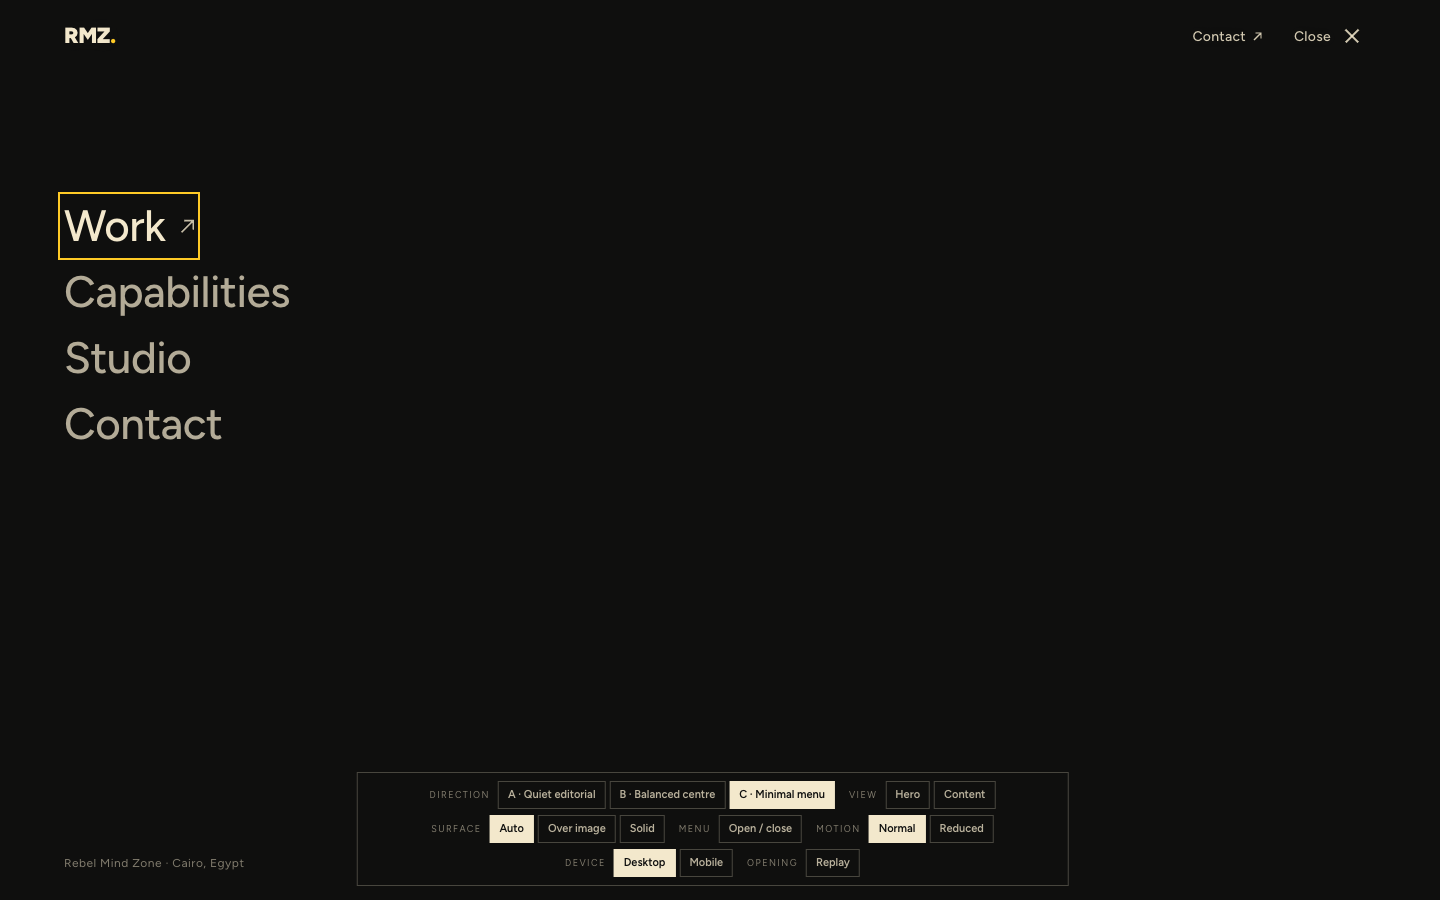 RMZ.
Contact ↗ Close ✕
Work ↗
Capabilities
Studio
Contact
DIRECTION A · Quiet editorial B · Balanced centre C · Minimal menu VIEW Hero Content
SURFACE Auto Over image Solid MENU Open / close MOTION Normal Reduced
DEVICE Desktop Mobile OPENING Replay
Rebel Mind Zone · Cairo, Egypt